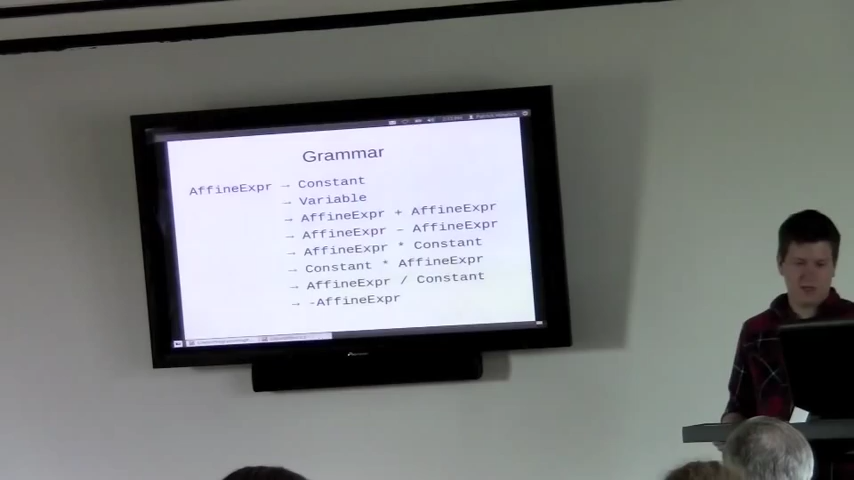 Grammar
AffineExpr → Constant
→ Variable
→ AffineExpr + AffineExpr
→ AffineExpr - AffineExpr
→ AffineExpr * Constant
→ Constant * AffineExpr
→ AffineExpr / Constant
→ -AffineExpr